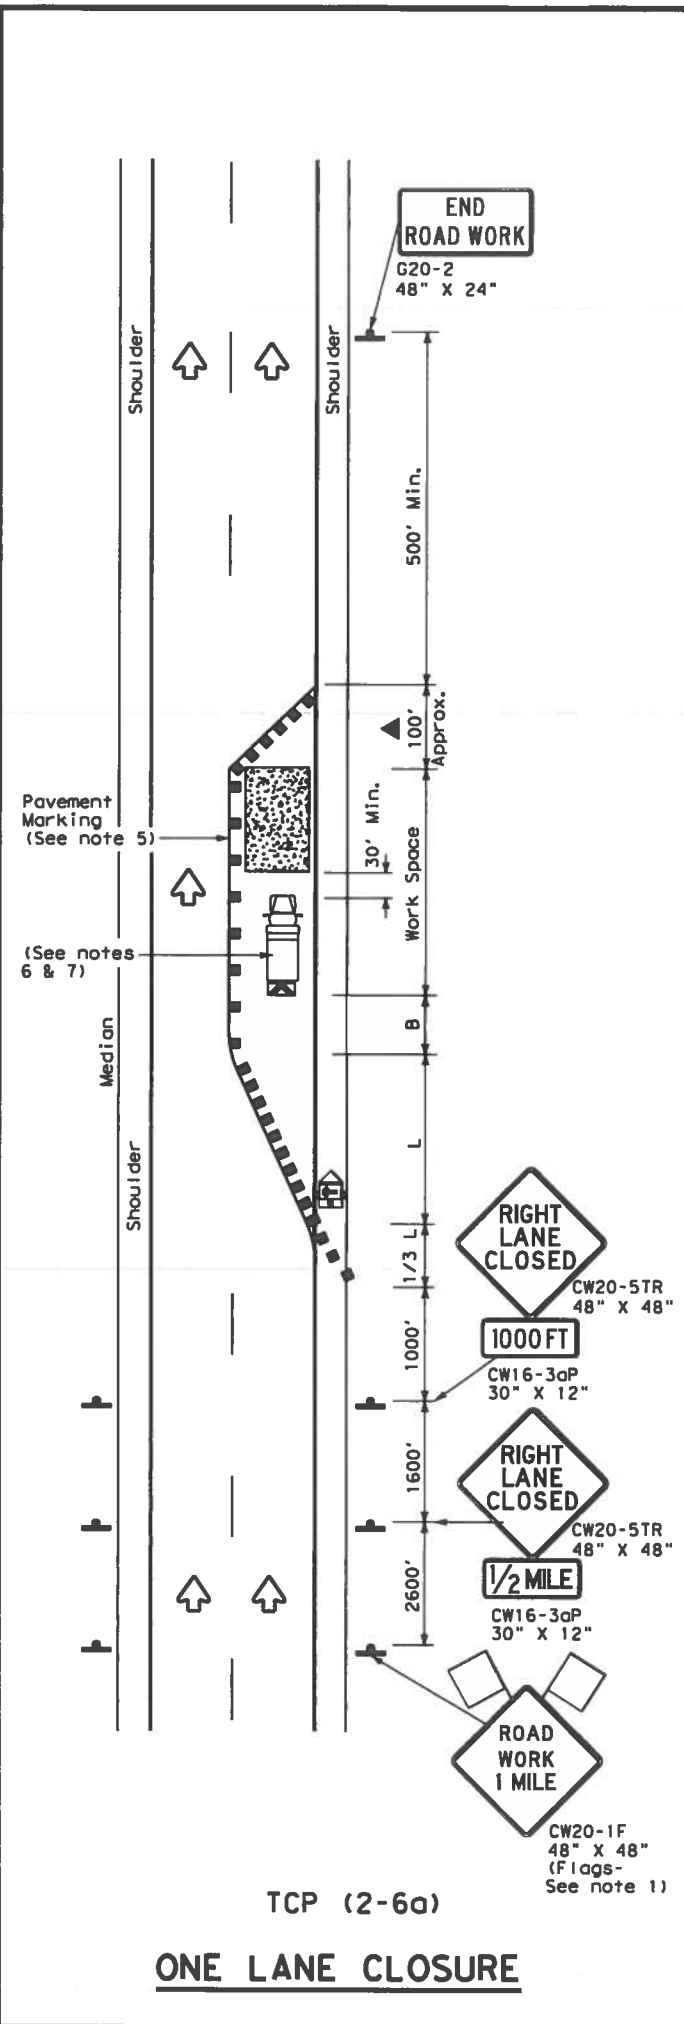 END
ROAD WORK
G20-2
48" X 24"
Shoulder
Shoulder
500' Min.
100'
Approx.
Pavement
Marking
(See note 5)
30' Min.
Work Space
(See notes
6 & 7)
B
Median
L
Shoulder
RIGHT
LANE
CLOSED
CW20-5TR
48" X 48"
1/3 L
1000 FT
1000'
CW16-3aP
30" X 12"
1600'
RIGHT
LANE
CLOSED
CW20-5TR
48" X 48"
1/2 MILE
2600'
CW16-3aP
30" X 12"
ROAD
WORK
1 MILE
CW20-1F
48" X 48"
(Flags-
See note 1)
TCP (2-6a)
ONE LANE CLOSURE